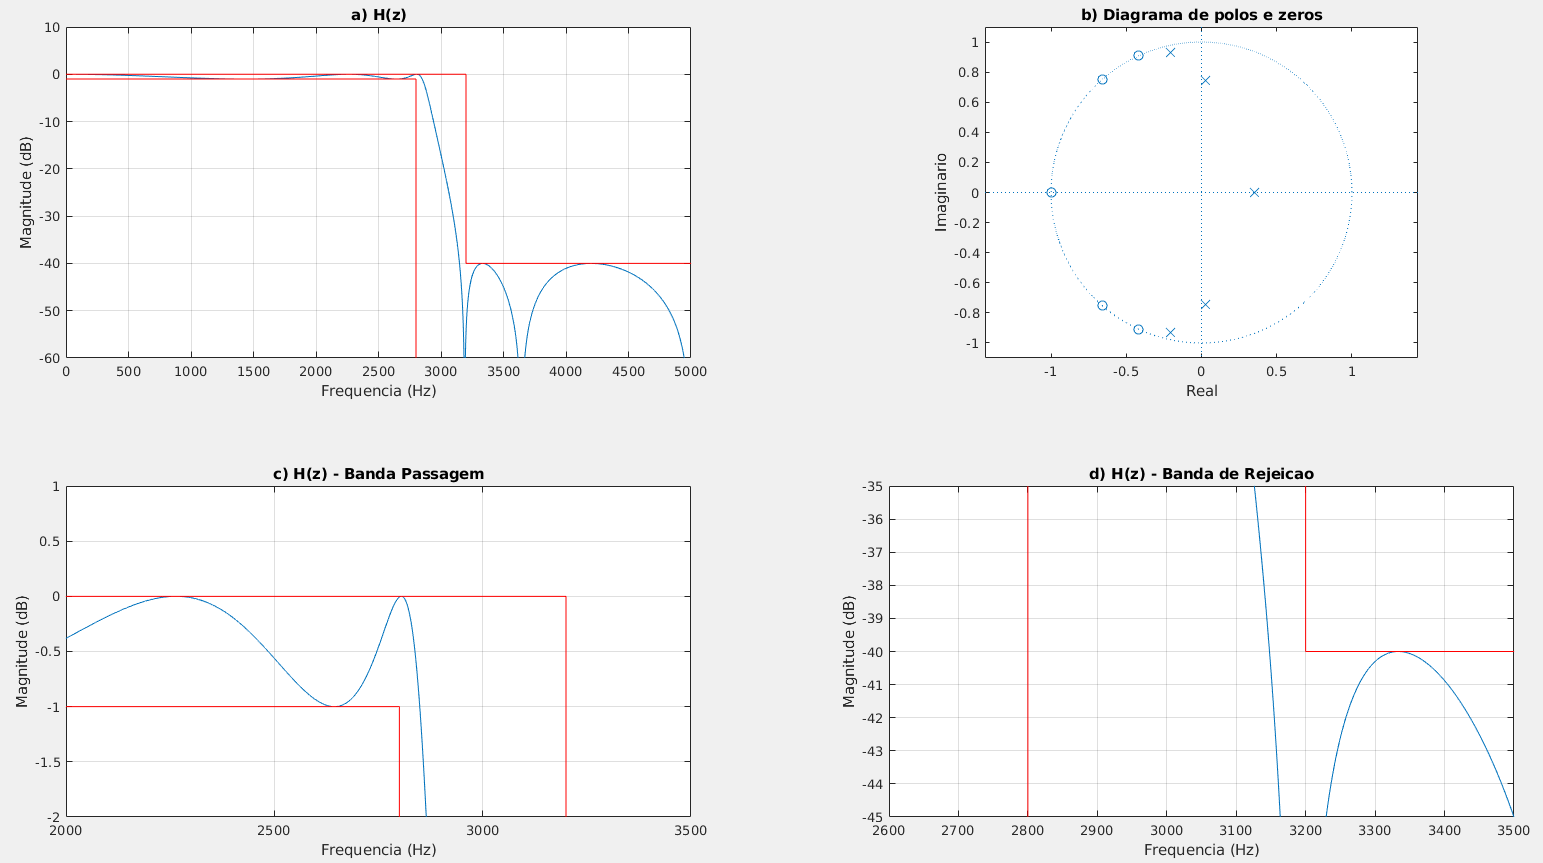 a) H(z)
Magnitude (dB)
10
0
-10
-20
-30
-40
-50
-60
0 500 1000 1500 2000 2500 3000 3500 4000 4500 5000
Frequencia (Hz)
b) Diagrama de polos e zeros
Imaginario
1
0.8
0.6
0.4
0.2
0
-0.2
-0.4
-0.6
-0.8
-1
-1 -0.5 0 0.5 1
Real
c) H(z) - Banda Passagem
Magnitude (dB)
1
0.5
0
-0.5
-1
-1.5
-2
2000 2500 3000 3500
Frequencia (Hz)
d) H(z) - Banda de Rejeicao
Magnitude (dB)
-35
-36
-37
-38
-39
-40
-41
-42
-43
-44
-45
2600 2700 2800 2900 3000 3100 3200 3300 3400 3500
Frequencia (Hz)